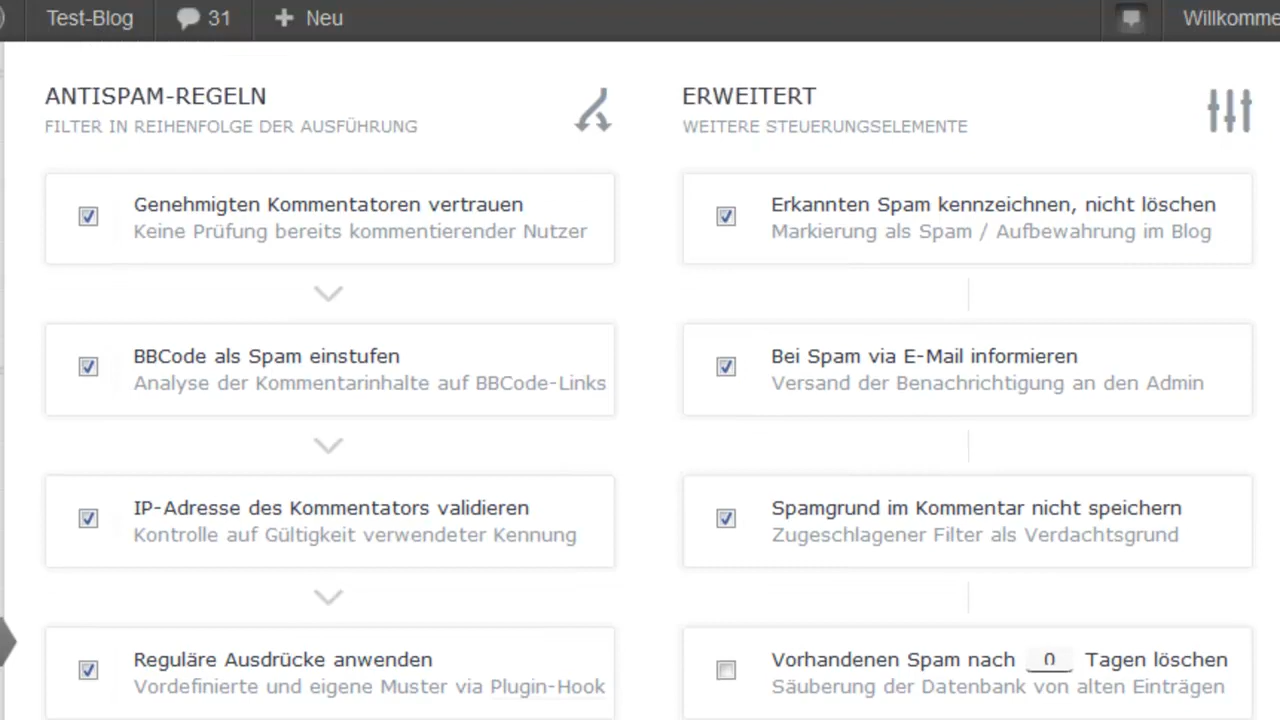 Test-Blog 31 Neu
ANTISPAM-REGELN
FILTER IN REIHENFOLGE DER AUSFÜHRUNG
Genehmigten Kommentatoren vertrauen
Keine Prüfung bereits kommentierender Nutzer
BBCode als Spam einstufen
Analyse der Kommentarinhalte auf BBCode-Links
IP-Adresse des Kommentators validieren
Kontrolle auf Gültigkeit verwendeter Kennung
Reguläre Ausdrücke anwenden
Vordefinierte und eigene Muster via Plugin-Hook
ERWEITERT
WEITERE STEUERUNGSELEMENTE
Erkannten Spam kennzeichnen, nicht löschen
Markierung als Spam / Aufbewahrung im Blog
Bei Spam via E-Mail informieren
Versand der Benachrichtigung an den Admin
Spamgrund im Kommentar nicht speichern
Zugeschlagener Filter als Verdachtsgrund
Vorhandenen Spam nach 0 Tagen löschen
Säuberung der Datenbank von alten Einträgen